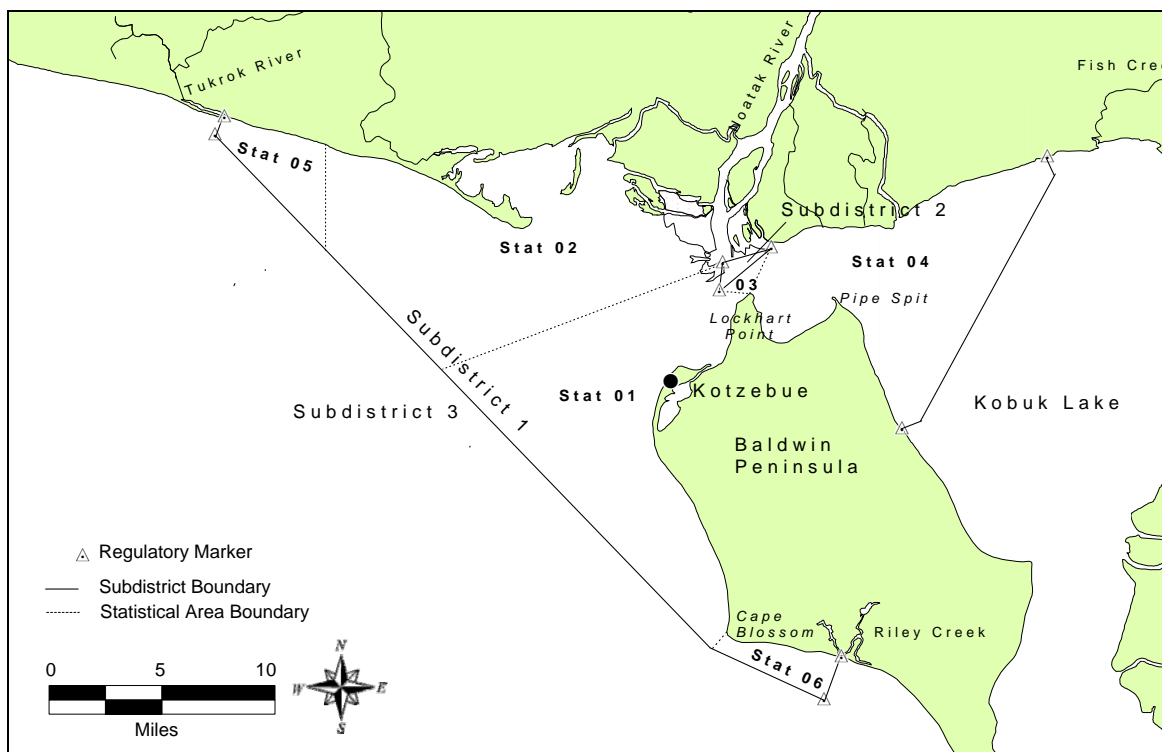 Tukrok River
Noatak River
Fish Cree
Stat 05
Subdistrict 2
Stat 02
Stat 04
03
Pipe Spit
Lockhart
Point
Subdistrict 1
Stat 01
Kotzebue
Subdistrict 3
Kobuk Lake
Baldwin
Peninsula
Regulatory Marker
Subdistrict Boundary
Statistical Area Boundary
Cape
Blossom
Riley Creek
Stat 06
0 5 10
Miles
N
W E
S